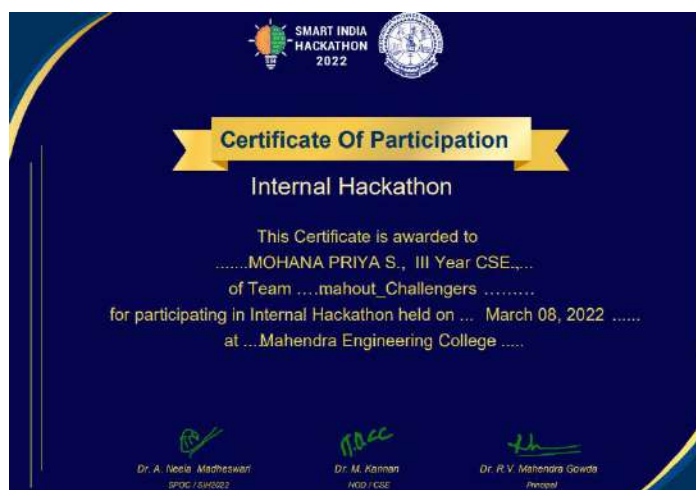 SMART INDIA
HACKATHON
2022
SIH
Certificate Of Participation
Internal Hackathon
This Certificate is awarded to
.......MOHANA PRIYA S., III Year CSE.,...
of Team ....mahout_Challengers .........
for participating in Internal Hackathon held on ... March 08, 2022 ......
at ....Mahendra Engineering College .....
Dr. A. Neela Madheswari
Dr. M. Kannan
Dr. R.V. Mahendra Gowda
SPOC / SIH2022
HOD / CSE
Principal